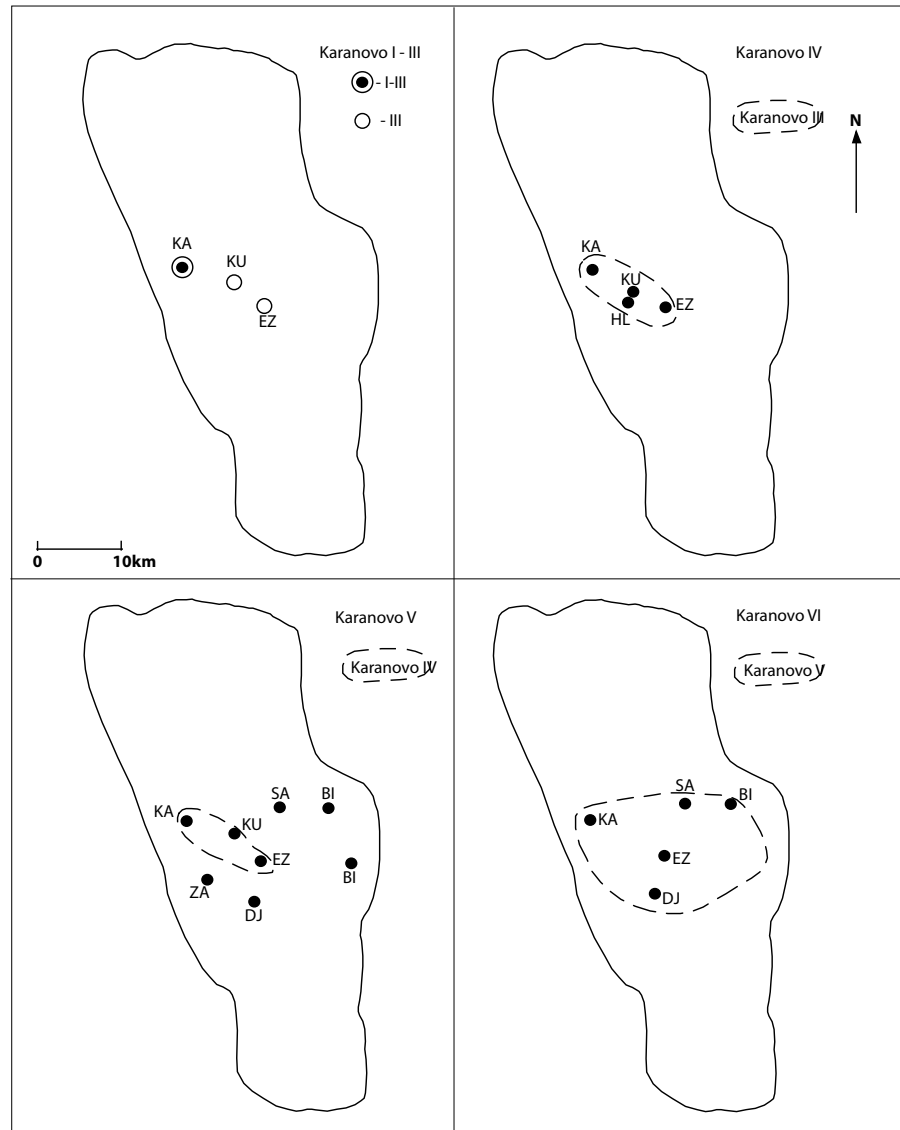 Karanovo I - III
- I-III
- III
KA
KU
EZ
0 10km
Karanovo IV
Karanovo III
N
KA
KU
HL
EZ
Karanovo V
Karanovo IV
SA
BI
KA
KU
EZ
BI
ZA
DJ
Karanovo VI
Karanovo V
SA
BI
KA
EZ
DJ